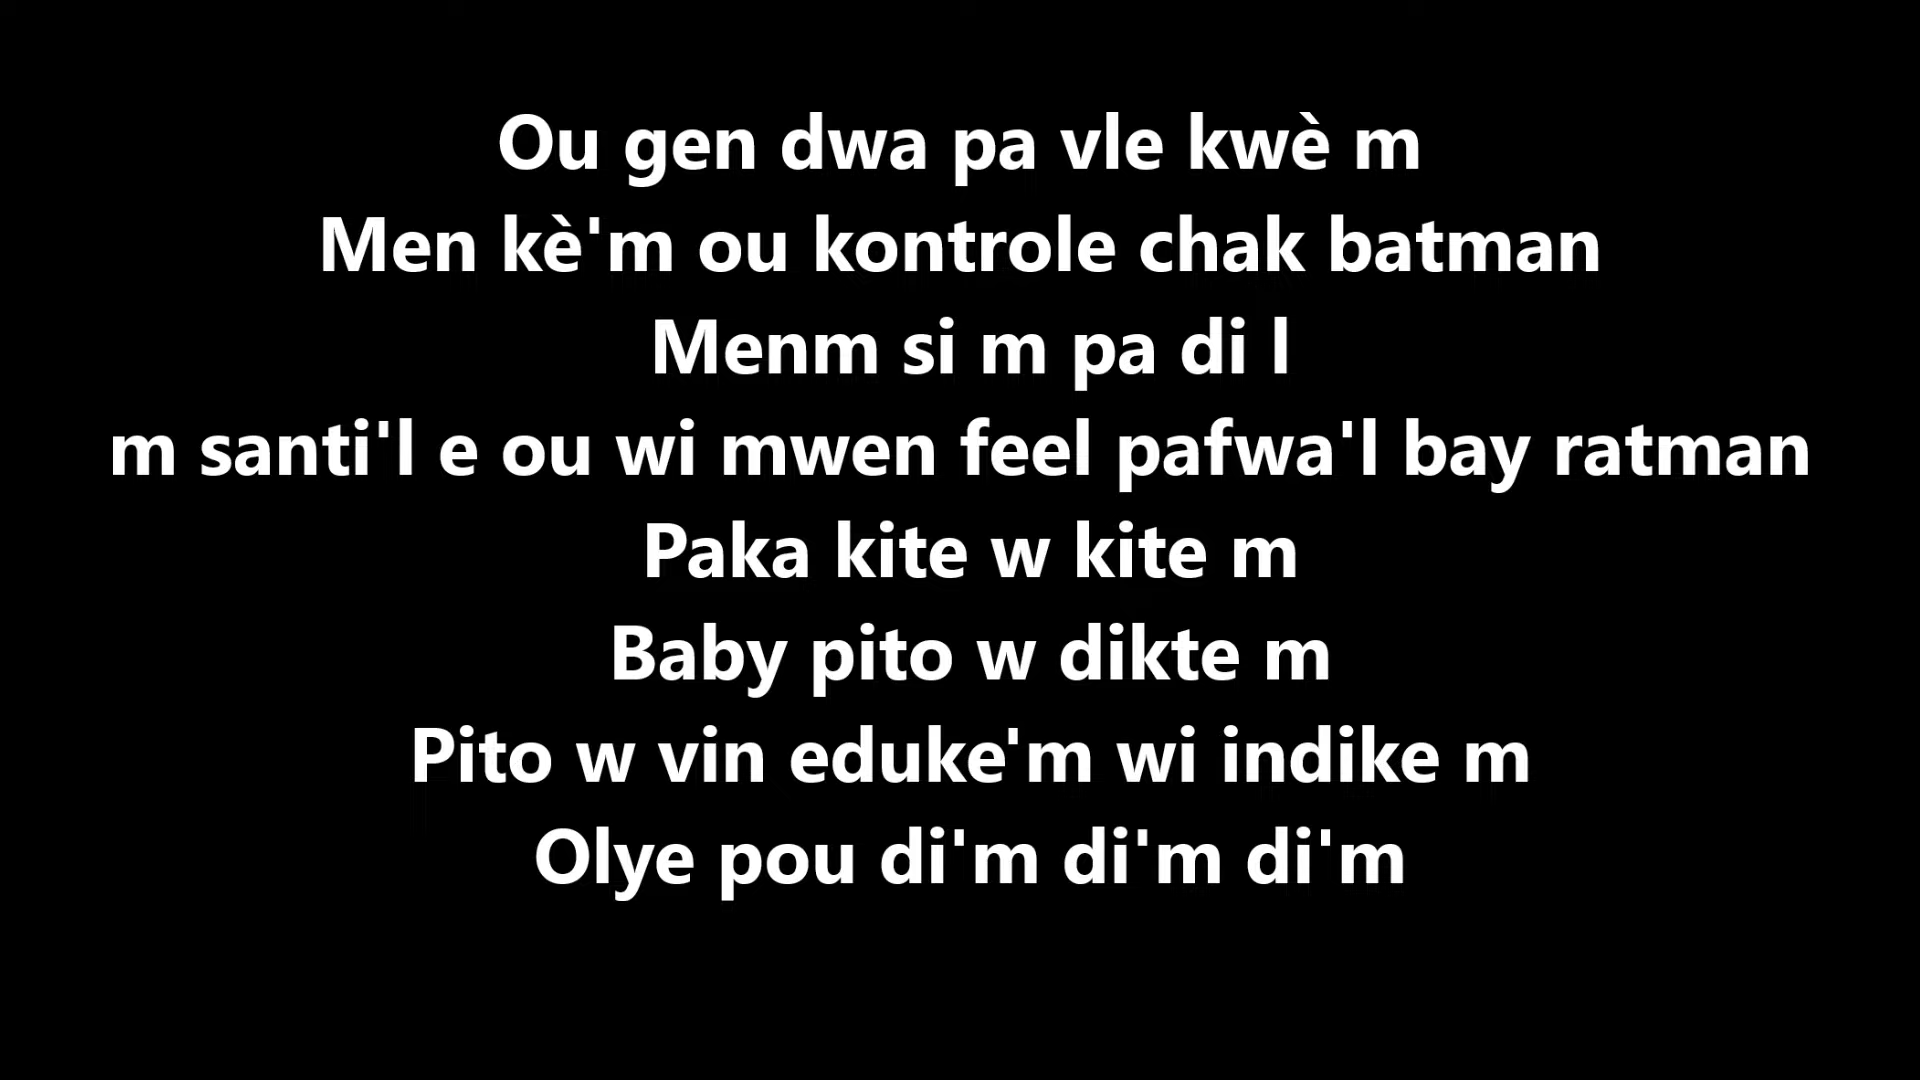 Ou gen dwa pa vle kwè m
Men kè'm ou kontrole chak batman
Menm si m pa di l
m santi'l e ou wi mwen feel pafwa'l bay ratman
Paka kite w kite m
Baby pito w dikte m
Pito w vin eduke'm wi indike m
Olye pou di'm di'm di'm